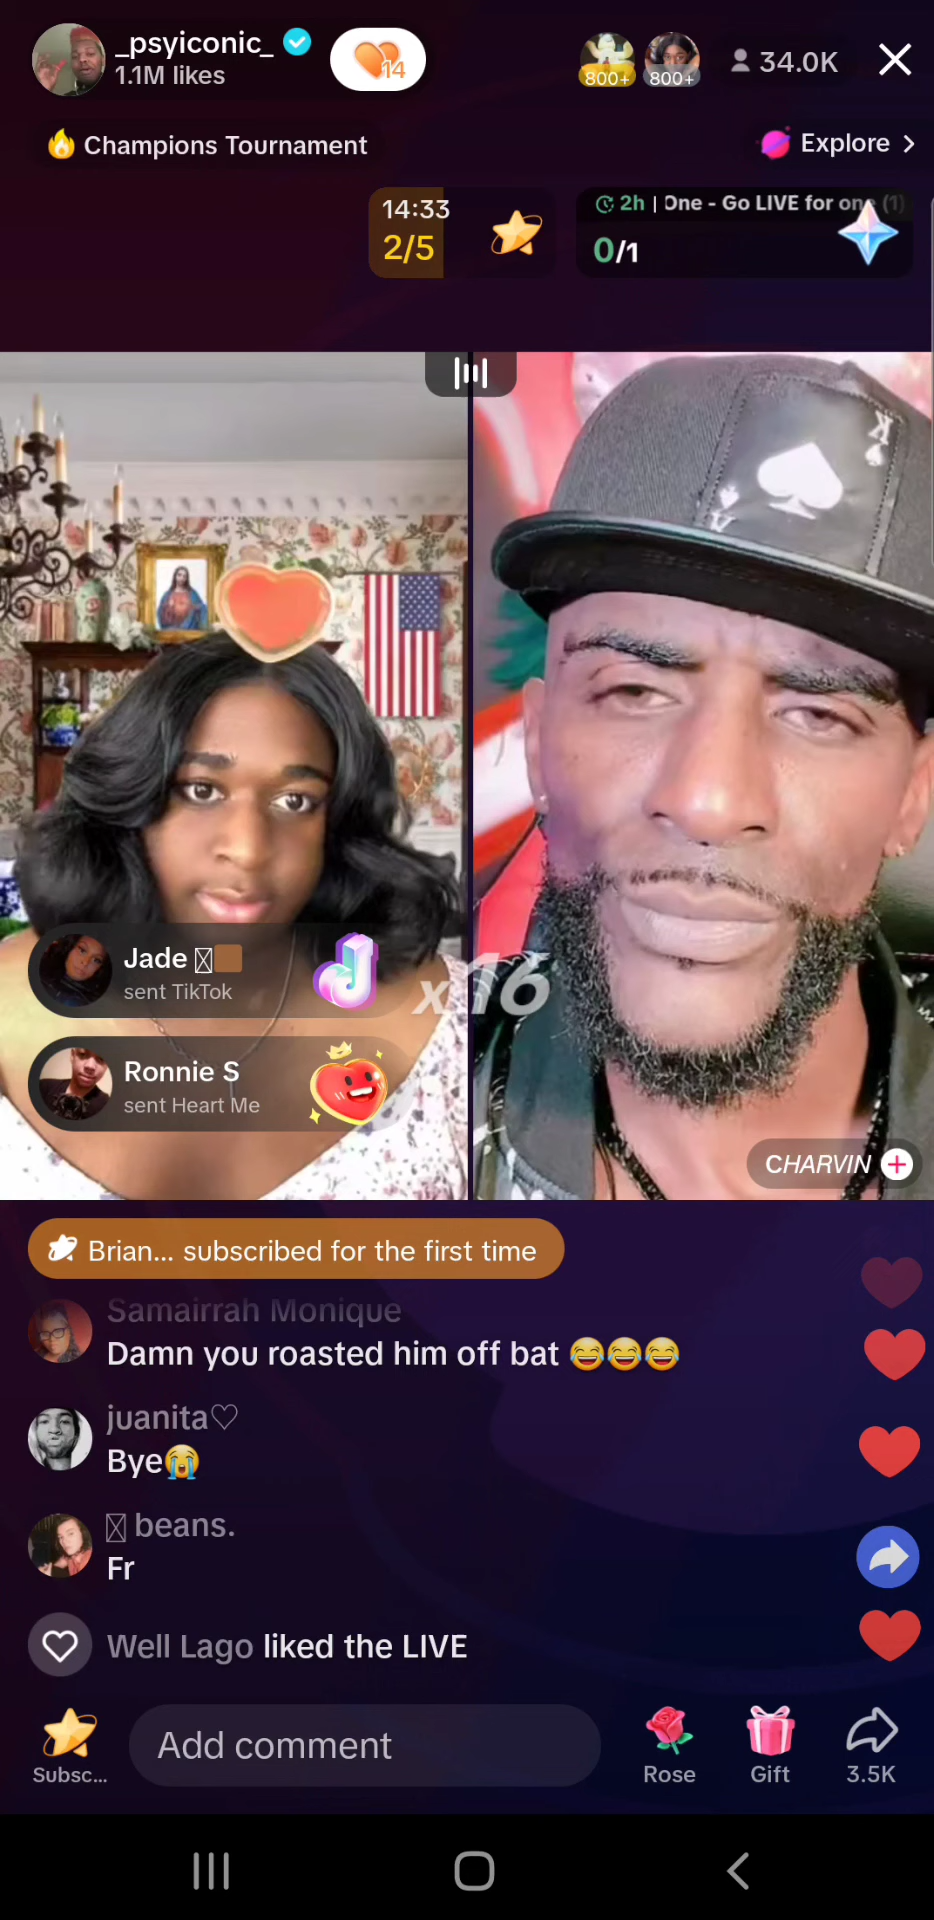 _psyiconic_
1.1M likes
14
800+
800+
34.0K
Champions Tournament
Explore >
14:33
2/5
2h | One - Go LIVE for one (1)
0/1
K
A
Jade
sent TikTok
x16
Ronnie S
sent Heart Me
CHARVIN +
Brian... subscribed for the first time
Samairrah Monique
Damn you roasted him off bat 😂😂😂
juanita♡
Bye😭
beans.
Fr
Well Lago liked the LIVE
Subsc...
Add comment
Rose
Gift
3.5K